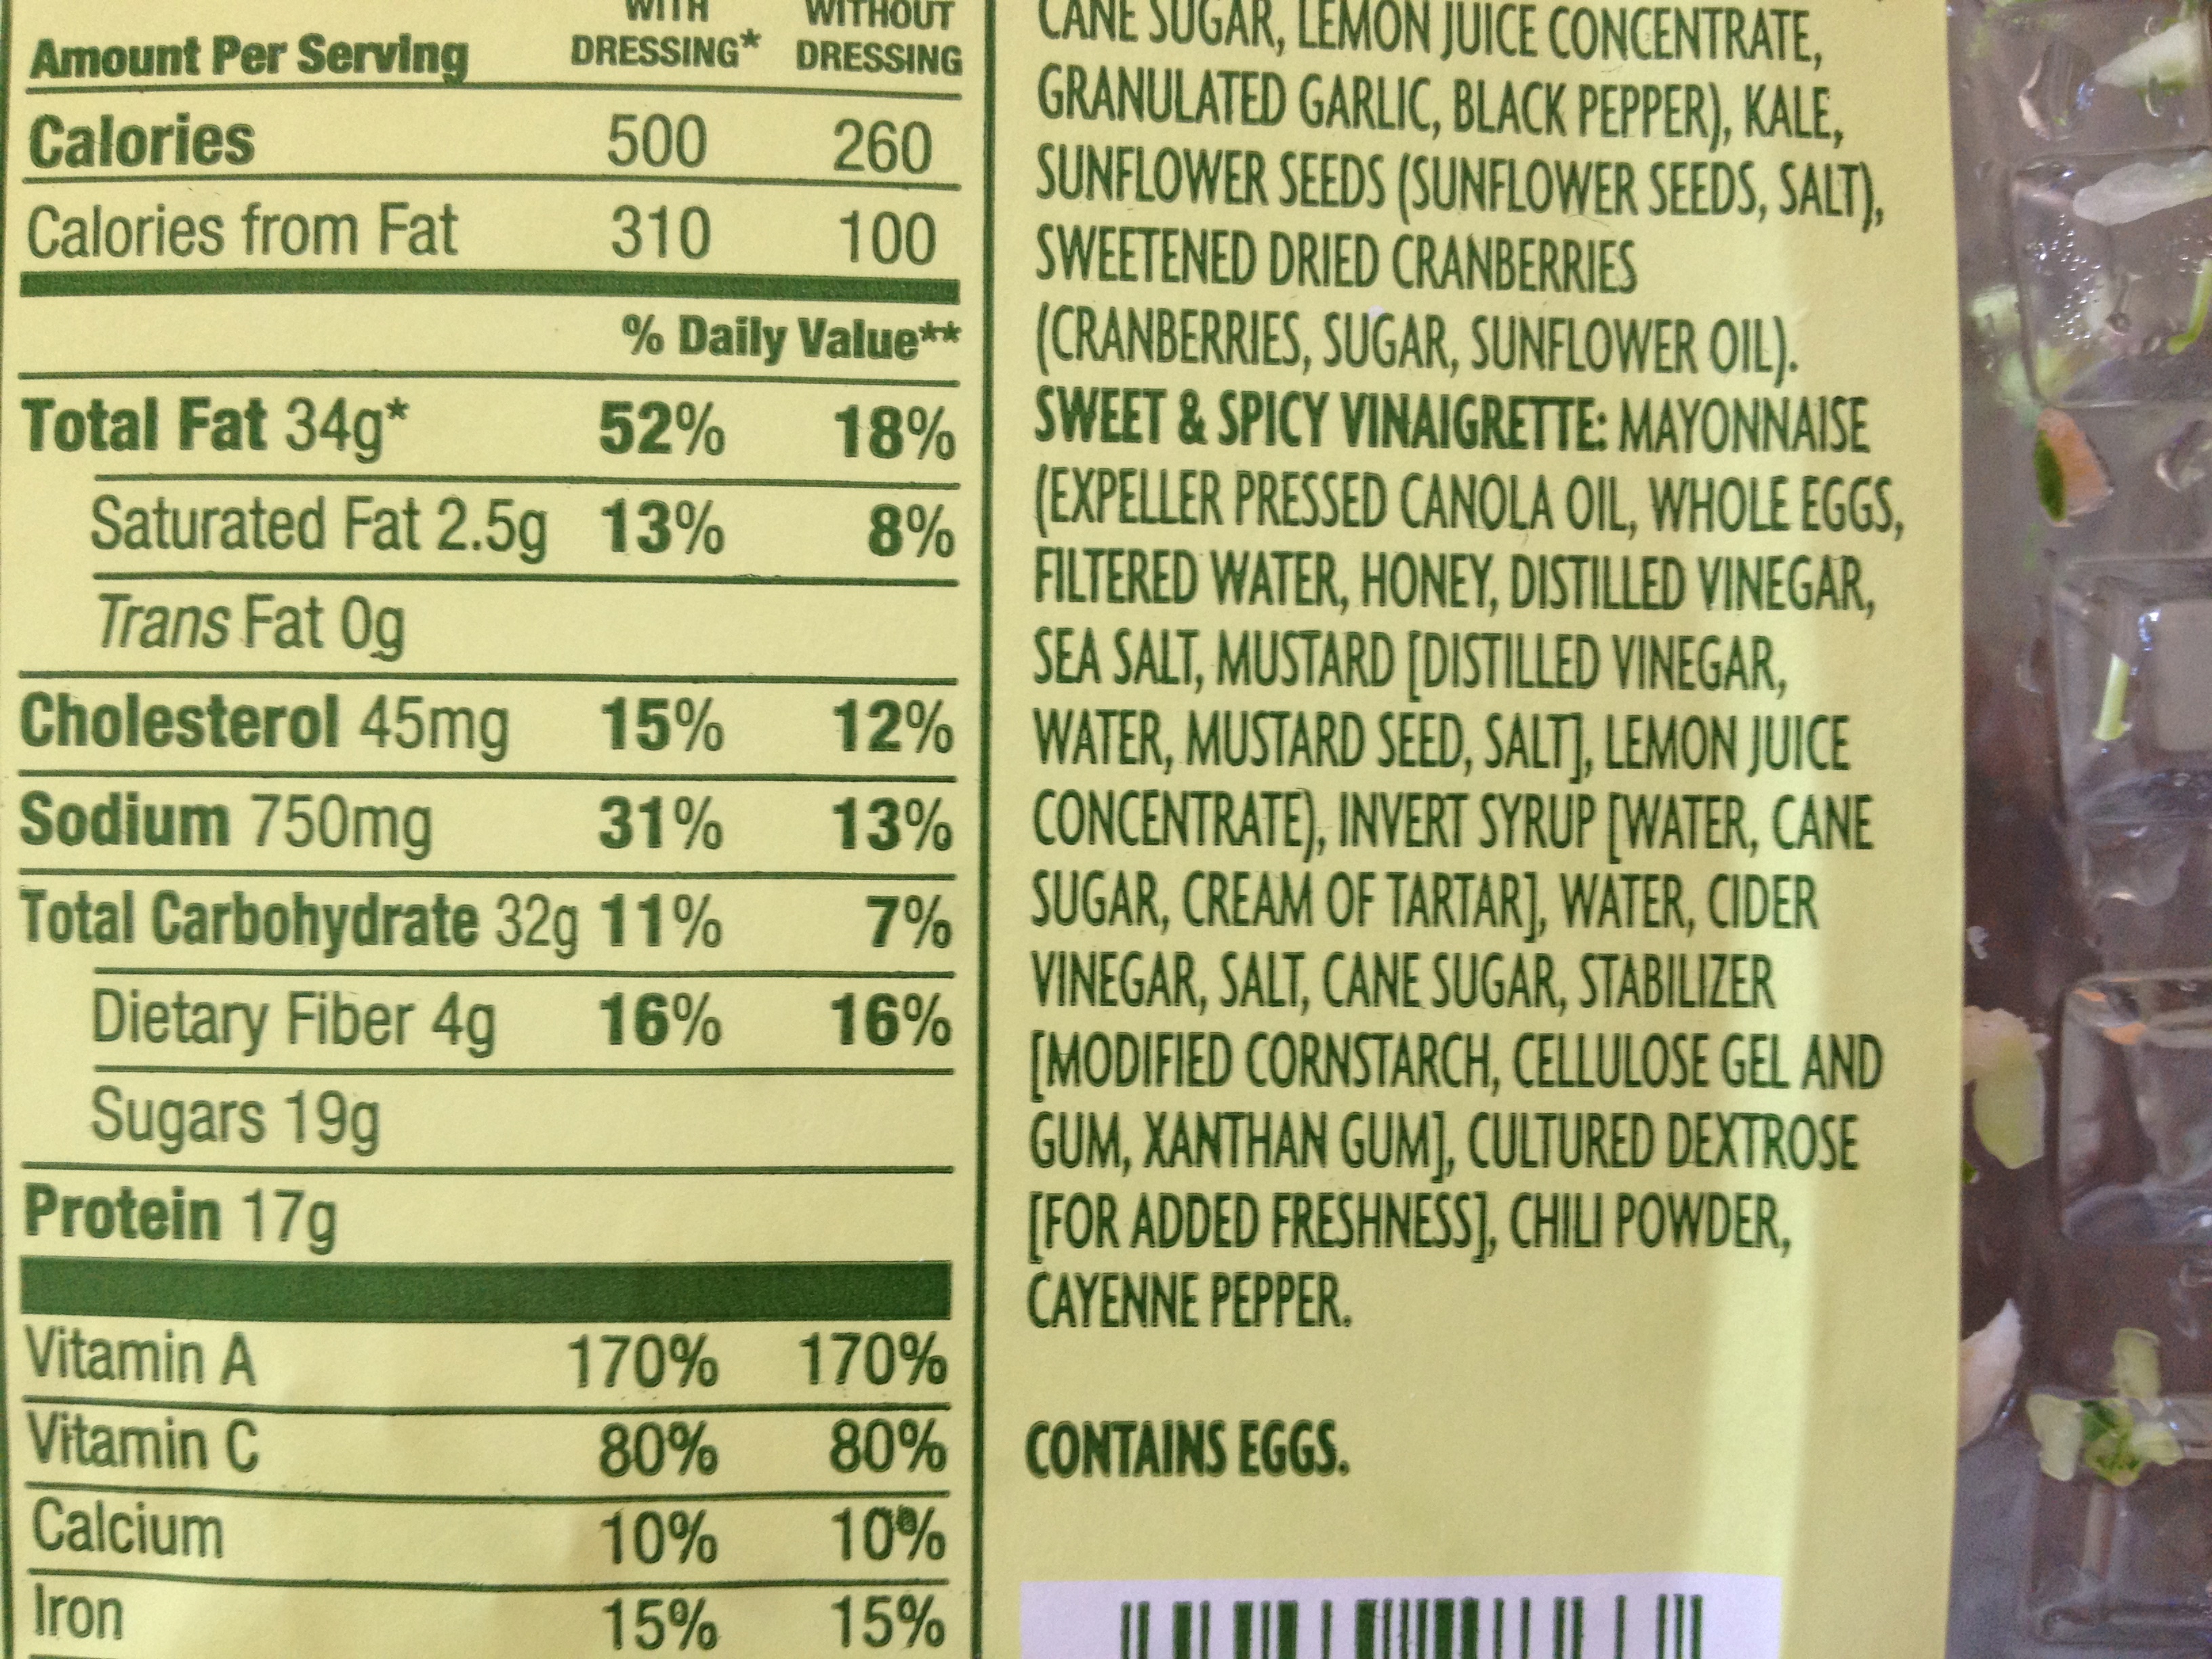 WITH WITHOUT
Amount Per Serving DRESSING* DRESSING
Calories 500 260
Calories from Fat 310 100
% Daily Value**
Total Fat 34g* 52% 18%
Saturated Fat 2.5g 13% 8%
Trans Fat 0g
Cholesterol 45mg 15% 12%
Sodium 750mg 31% 13%
Total Carbohydrate 32g 11% 7%
Dietary Fiber 4g 16% 16%
Sugars 19g
Protein 17g
Vitamin A 170% 170%
Vitamin C 80% 80%
Calcium 10% 10%
Iron 15% 15%
CANE SUGAR, LEMON JUICE CONCENTRATE,
GRANULATED GARLIC, BLACK PEPPER), KALE,
SUNFLOWER SEEDS (SUNFLOWER SEEDS, SALT),
SWEETENED DRIED CRANBERRIES
(CRANBERRIES, SUGAR, SUNFLOWER OIL).
SWEET & SPICY VINAIGRETTE: MAYONNAISE
(EXPELLER PRESSED CANOLA OIL, WHOLE EGGS,
FILTERED WATER, HONEY, DISTILLED VINEGAR,
SEA SALT, MUSTARD [DISTILLED VINEGAR,
WATER, MUSTARD SEED, SALT], LEMON JUICE
CONCENTRATE), INVERT SYRUP [WATER, CANE
SUGAR, CREAM OF TARTAR], WATER, CIDER
VINEGAR, SALT, CANE SUGAR, STABILIZER
[MODIFIED CORNSTARCH, CELLULOSE GEL AND
GUM, XANTHAN GUM], CULTURED DEXTROSE
[FOR ADDED FRESHNESS], CHILI POWDER,
CAYENNE PEPPER.
CONTAINS EGGS.